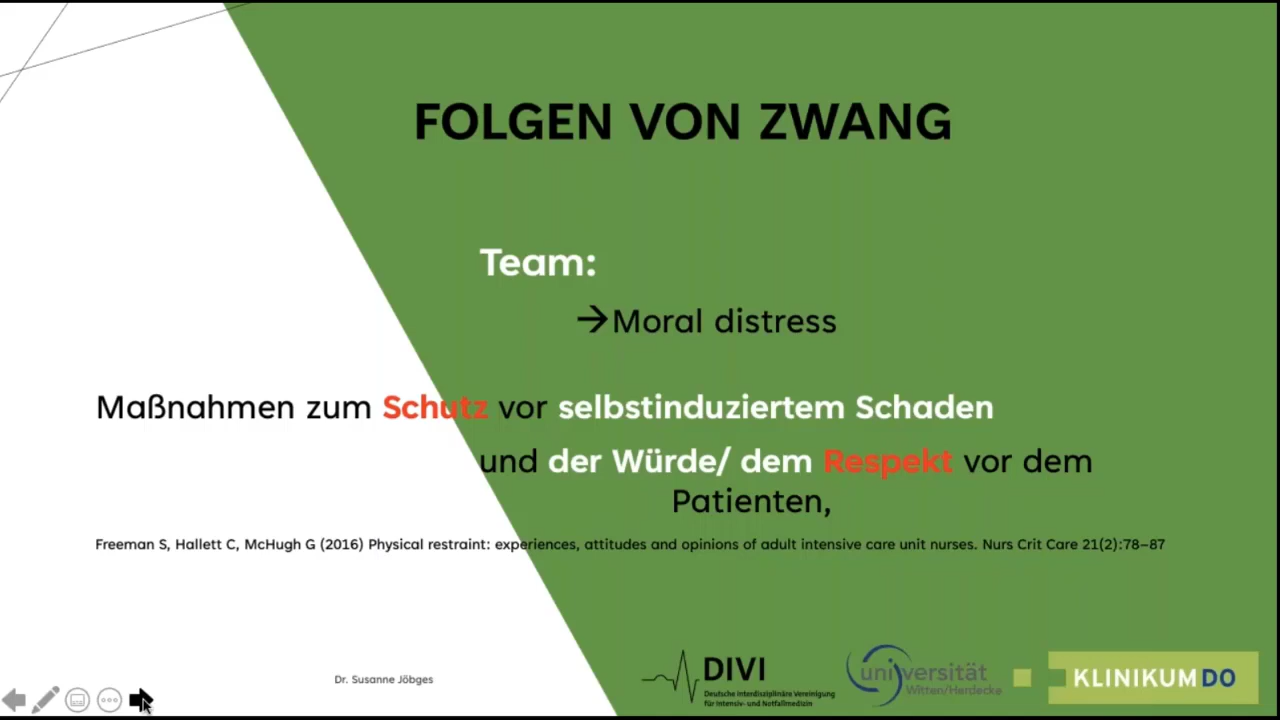 FOLGEN VON ZWANG
Team:
→Moral distress
Maßnahmen zum Schutz vor selbstinduziertem Schaden
und der Würde/ dem Respekt vor dem
Patienten,
Freeman S, Hallett C, McHugh G (2016) Physical restraint: experiences, attitudes and opinions of adult intensive care unit nurses. Nurs Crit Care 21(2):78–87
Dr. Susanne Jöbges
DIVI
Deutsche Interdisziplinäre Vereinigung
für Intensiv- und Notfallmedizin
universität
Witten/Herdecke
KLINIKUMDO